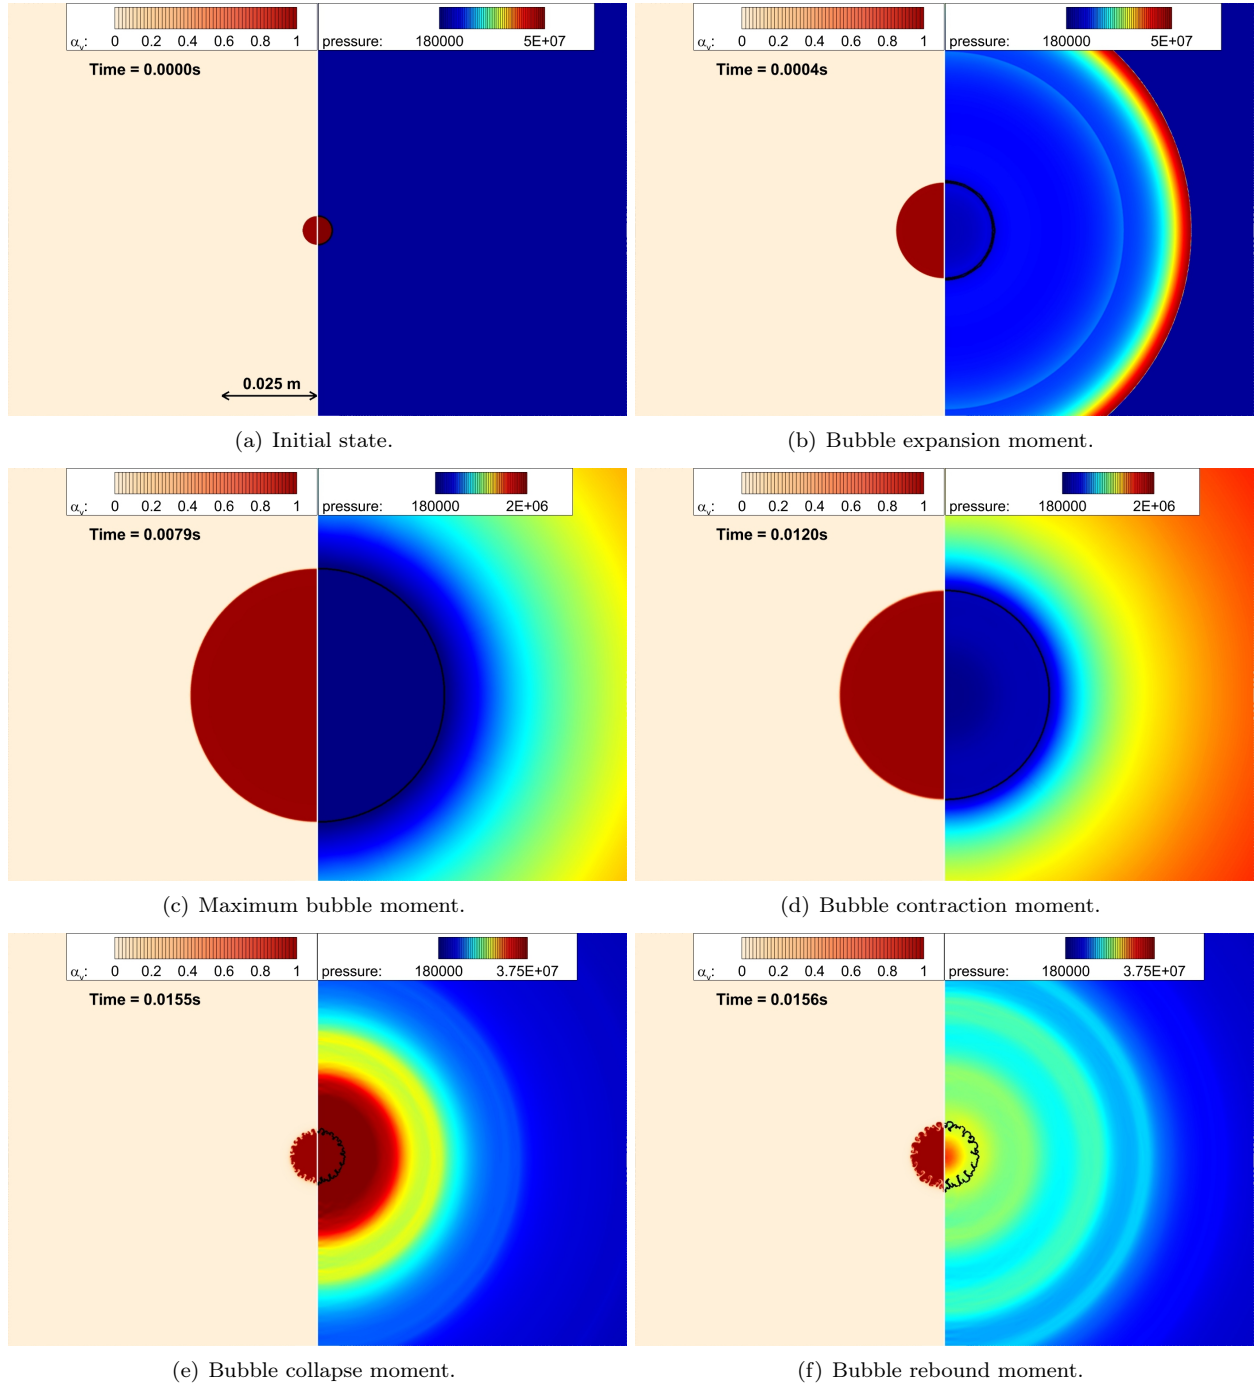 αv: 0 0.2 0.4 0.6 0.8 1 pressure: 180000 5E+07
Time = 0.0000s
0.025 m
(a) Initial state.
αv: 0 0.2 0.4 0.6 0.8 1 pressure: 180000 5E+07
Time = 0.0004s
(b) Bubble expansion moment.
αv: 0 0.2 0.4 0.6 0.8 1 pressure: 180000 2E+06
Time = 0.0079s
(c) Maximum bubble moment.
αv: 0 0.2 0.4 0.6 0.8 1 pressure: 180000 2E+06
Time = 0.0120s
(d) Bubble contraction moment.
αv: 0 0.2 0.4 0.6 0.8 1 pressure: 180000 3.75E+07
Time = 0.0155s
(e) Bubble collapse moment.
αv: 0 0.2 0.4 0.6 0.8 1 pressure: 180000 3.75E+07
Time = 0.0156s
(f) Bubble rebound moment.